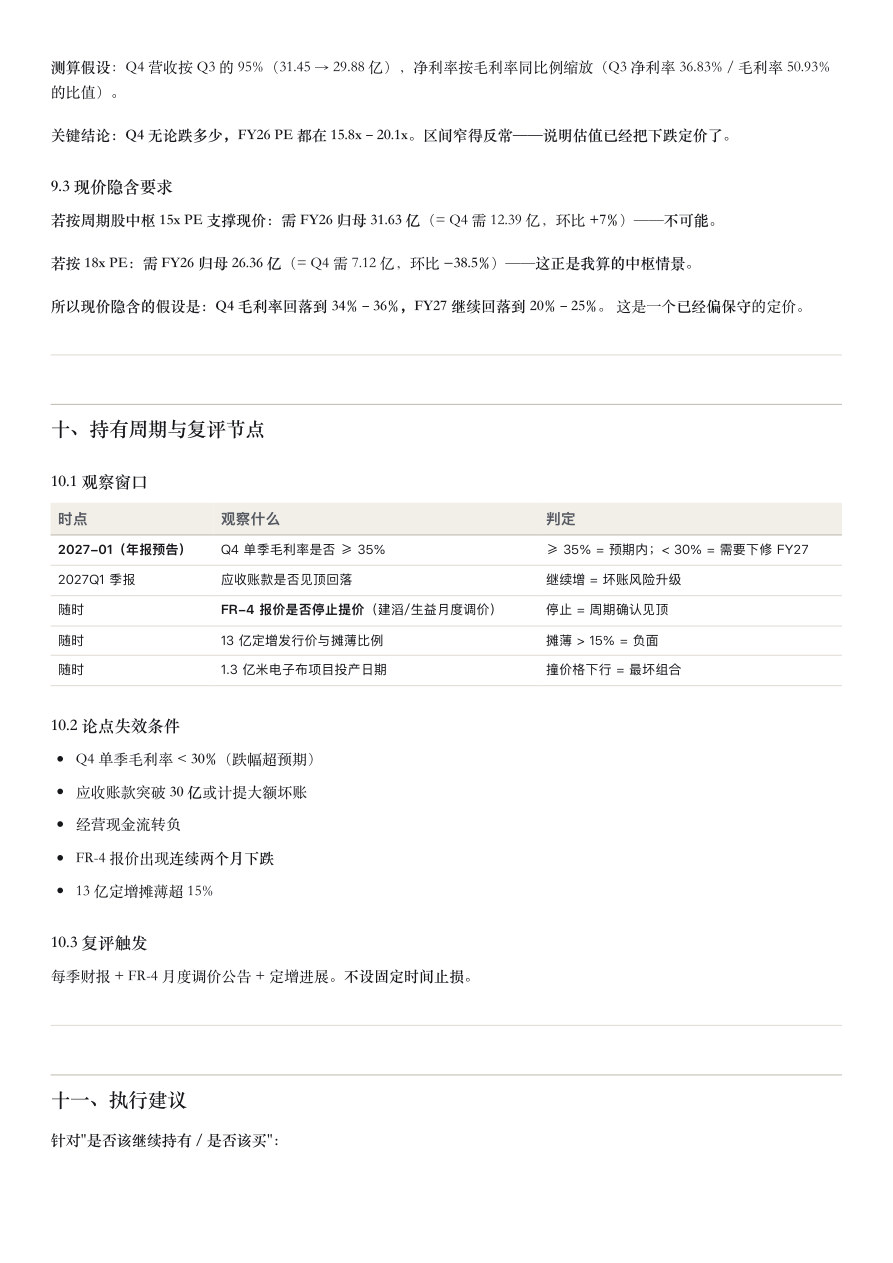 测算假设：Q4 营收按 Q3 的 95%（31.45 → 29.88 亿），净利率按毛利率同比例缩放（Q3 净利率 36.83% / 毛利率 50.93%
的比值）。
关键结论：Q4 无论跌多少，FY26 PE 都在 15.8x – 20.1x。区间窄得反常——说明估值已经把下跌定价了。
9.3 现价隐含要求
若按周期股中枢 15x PE 支撑现价：需 FY26 归母 31.63 亿（= Q4 需 12.39 亿，环比 +7%）——不可能。
若按 18x PE：需 FY26 归母 26.36 亿（= Q4 需 7.12 亿，环比 −38.5%）——这正是我算的中枢情景。
所以现价隐含的假设是：Q4 毛利率回落到 34% – 36%，FY27 继续回落到 20% – 25%。 这是一个已经偏保守的定价。
十、持有周期与复评节点
10.1 观察窗口
时点 观察什么 判定
2027–01（年报预告） Q4 单季毛利率是否 ≥ 35% ≥ 35% = 预期内；< 30% = 需要下修 FY27
2027Q1 季报 应收账款是否见顶回落 继续增 = 坏账风险升级
随时 FR–4 报价是否停止提价（建滔/生益月度调价） 停止 = 周期确认见顶
随时 13 亿定增发行价与摊薄比例 摊薄 > 15% = 负面
随时 1.3 亿米电子布项目投产日期 撞价格下行 = 最坏组合
10.2 论点失效条件
• Q4 单季毛利率 < 30%（跌幅超预期）
• 应收账款突破 30 亿或计提大额坏账
• 经营现金流转负
• FR-4 报价出现连续两个月下跌
• 13 亿定增摊薄超 15%
10.3 复评触发
每季财报 + FR-4 月度调价公告 + 定增进展。不设固定时间止损。
十一、执行建议
针对"是否该继续持有 / 是否该买"：